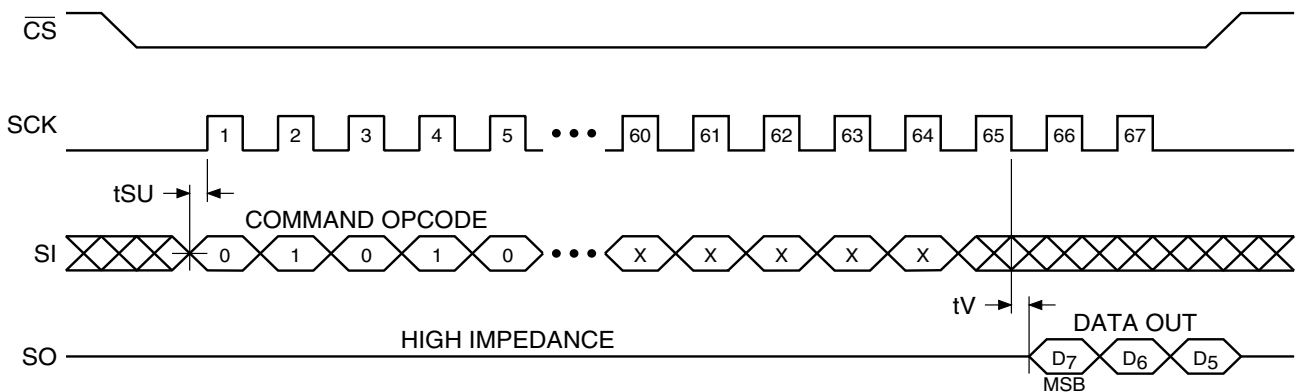 CS
SCK 1 2 3 4 5 ••• 60 61 62 63 64 65 66 67
tSU
COMMAND OPCODE
SI 0 1 0 1 0 ••• X X X X X
tV
HIGH IMPEDANCE
DATA OUT
SO D7 D6 D5
MSB